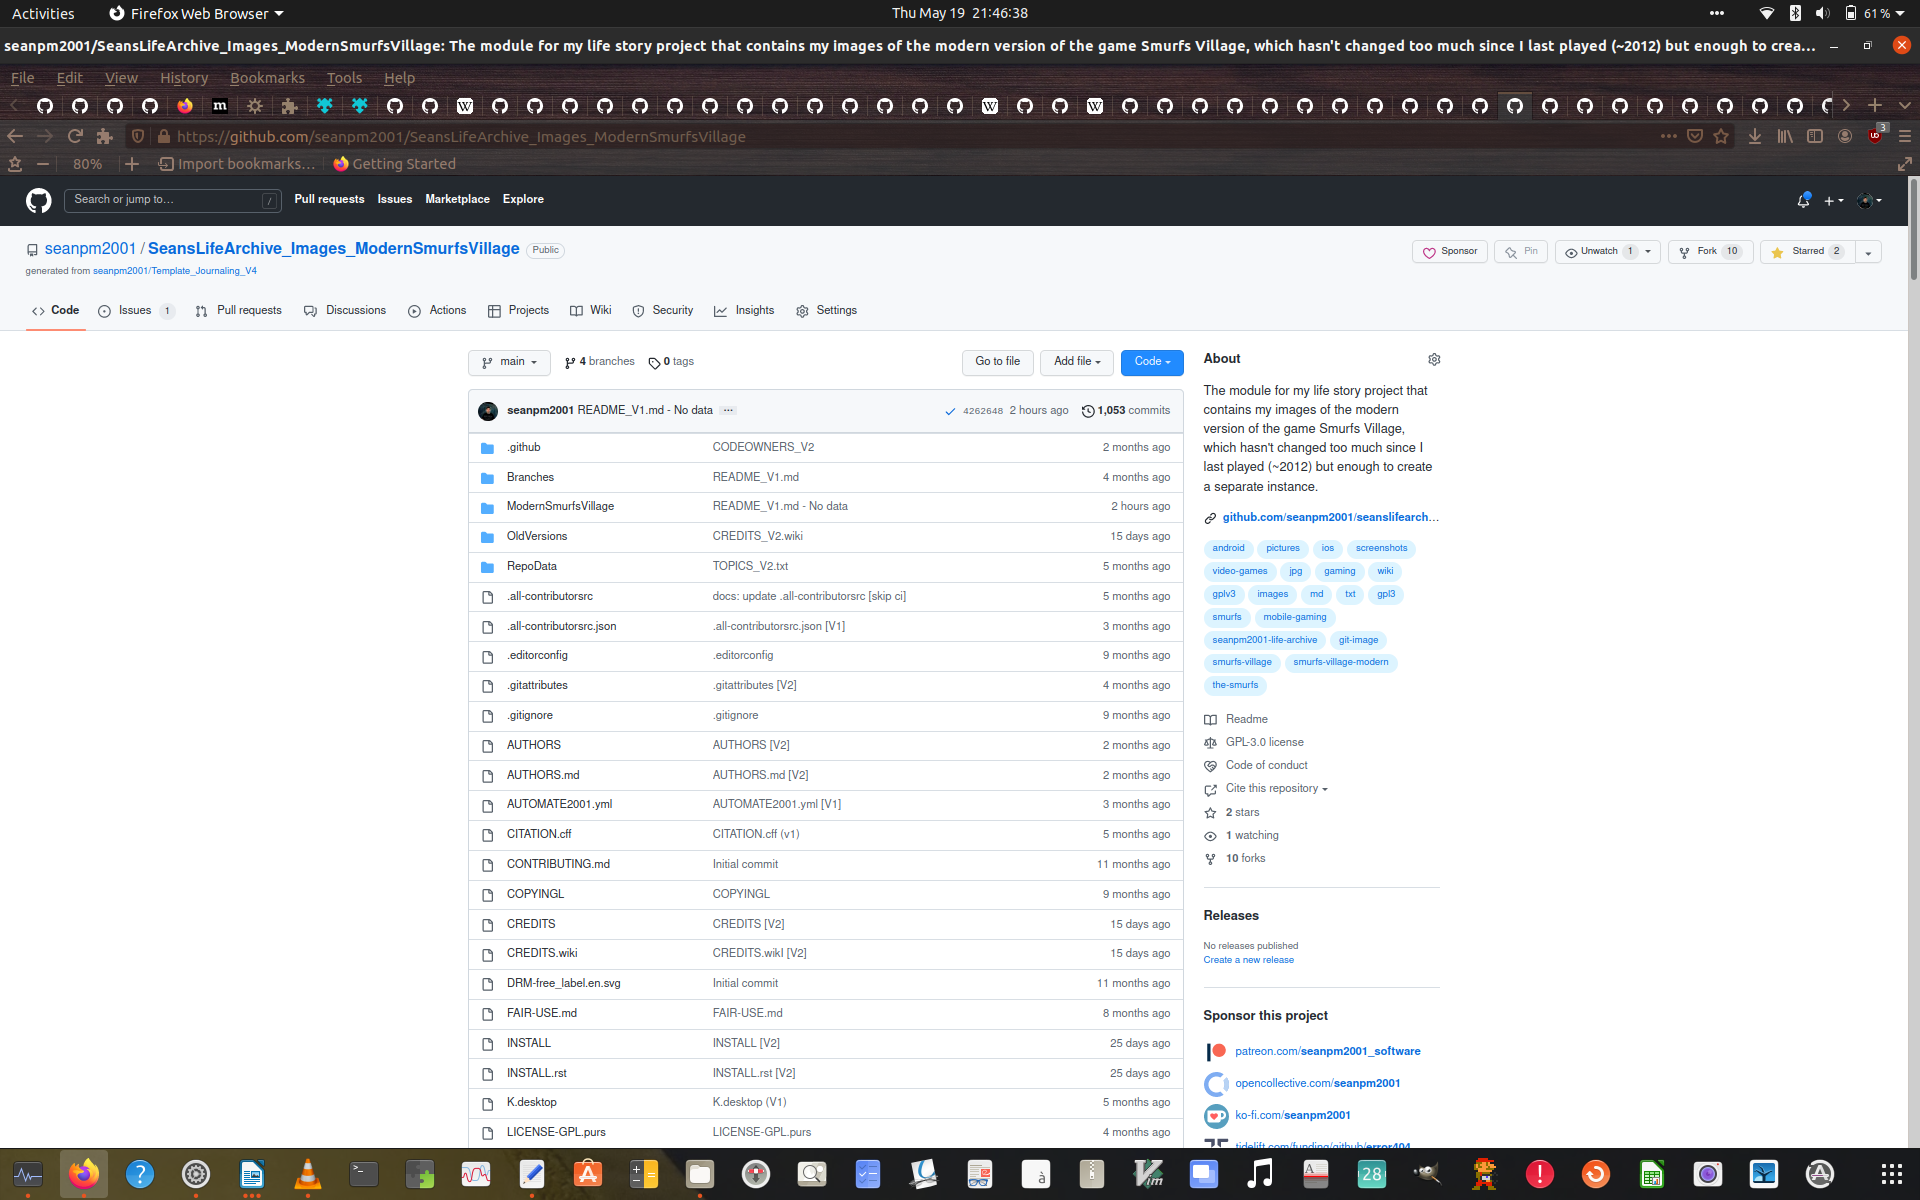 Activities
Firefox Web Browser
Thu May 19 21:46:38
61 %
seanpm2001/SeansLifeArchive_Images_ModernSmurfsVillage: The module for my life story project that contains my images of the modern version of the game Smurfs Village, which hasn't changed too much since I last played (~2012) but enough to crea...
File Edit View History Bookmarks Tools Help
https://github.com/seanpm2001/SeansLifeArchive_Images_ModernSmurfsVillage
3
80%
Import bookmarks...
Getting Started
Search or jump to...
/
Pull requests Issues Marketplace Explore
seanpm2001 / SeansLifeArchive_Images_ModernSmurfsVillage Public
generated from seanpm2001/Template_Journaling_V4
Sponsor
Pin
Unwatch 1
Fork 10
Starred 2
Code
Issues 1
Pull requests
Discussions
Actions
Projects
Wiki
Security
Insights
Settings
main
4 branches
0 tags
Go to file
Add file
Code
seanpm2001 README_V1.md - No data ... 4262648 2 hours ago 1,053 commits
.github CODEOWNERS_V2 2 months ago
Branches README_V1.md 4 months ago
ModernSmurfsVillage README_V1.md - No data 2 hours ago
OldVersions CREDITS_V2.wiki 15 days ago
RepoData TOPICS_V2.txt 5 months ago
.all-contributorsrc docs: update .all-contributorsrc [skip ci] 5 months ago
.all-contributorsrc.json .all-contributorsrc.json [V1] 3 months ago
.editorconfig .editorconfig 9 months ago
.gitattributes .gitattributes [V2] 4 months ago
.gitignore .gitignore 9 months ago
AUTHORS AUTHORS [V2] 2 months ago
AUTHORS.md AUTHORS.md [V2] 2 months ago
AUTOMATE2001.yml AUTOMATE2001.yml [V1] 3 months ago
CITATION.cff CITATION.cff (v1) 5 months ago
CONTRIBUTING.md Initial commit 11 months ago
COPYINGL COPYINGL 9 months ago
CREDITS CREDITS [V2] 15 days ago
CREDITS.wiki CREDITS.wikI [V2] 15 days ago
DRM-free_label.en.svg Initial commit 11 months ago
FAIR-USE.md FAIR-USE.md 8 months ago
INSTALL INSTALL [V2] 25 days ago
INSTALL.rst INSTALL.rst [V2] 25 days ago
K.desktop K.desktop (V1) 5 months ago
LICENSE-GPL.purs LICENSE-GPL.purs 4 months ago
About
The module for my life story project that
contains my images of the modern
version of the game Smurfs Village,
which hasn't changed too much since I
last played (~2012) but enough to create
a separate instance.
github.com/seanpm2001/seanslifearch...
android pictures ios screenshots
video-games jpg gaming wiki
gplv3 images md txt gpl3
smurfs mobile-gaming
seanpm2001-life-archive git-image
smurfs-village smurfs-village-modern
the-smurfs
Readme
GPL-3.0 license
Code of conduct
Cite this repository
2 stars
1 watching
10 forks
Releases
No releases published
Create a new release
Sponsor this project
patreon.com/seanpm2001_software
opencollective.com/seanpm2001
ko-fi.com/seanpm2001
tidelift.com/funding/github/error404
28